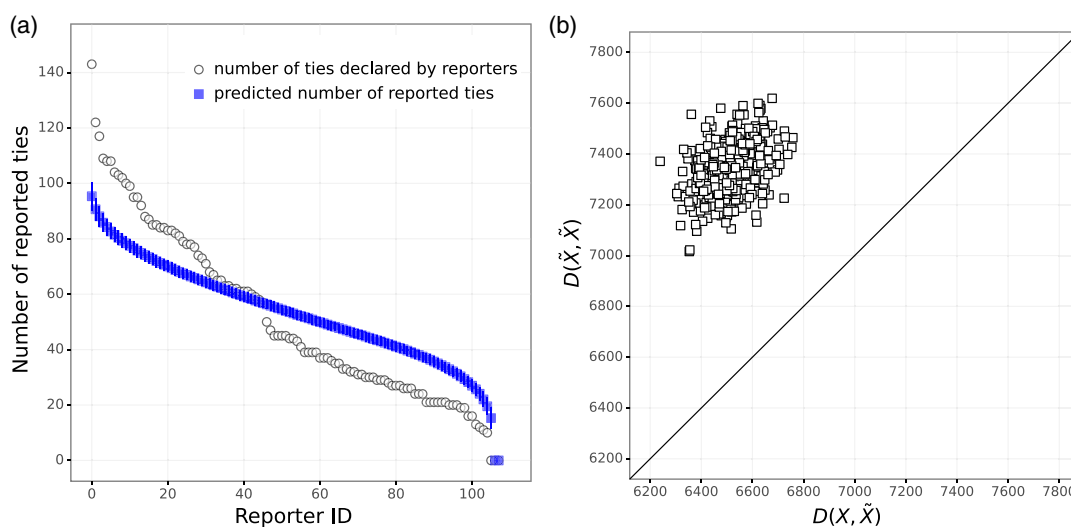 (a)
number of ties declared by reporters
predicted number of reported ties
Number of reported ties
140
120
100
80
60
40
20
0
0 20 40 60 80 100
Reporter ID
(b)
D(X̃, X̃)
7800
7600
7400
7200
7000
6800
6600
6400
6200
6200 6400 6600 6800 7000 7200 7400 7600 7800
D(X, X̃)